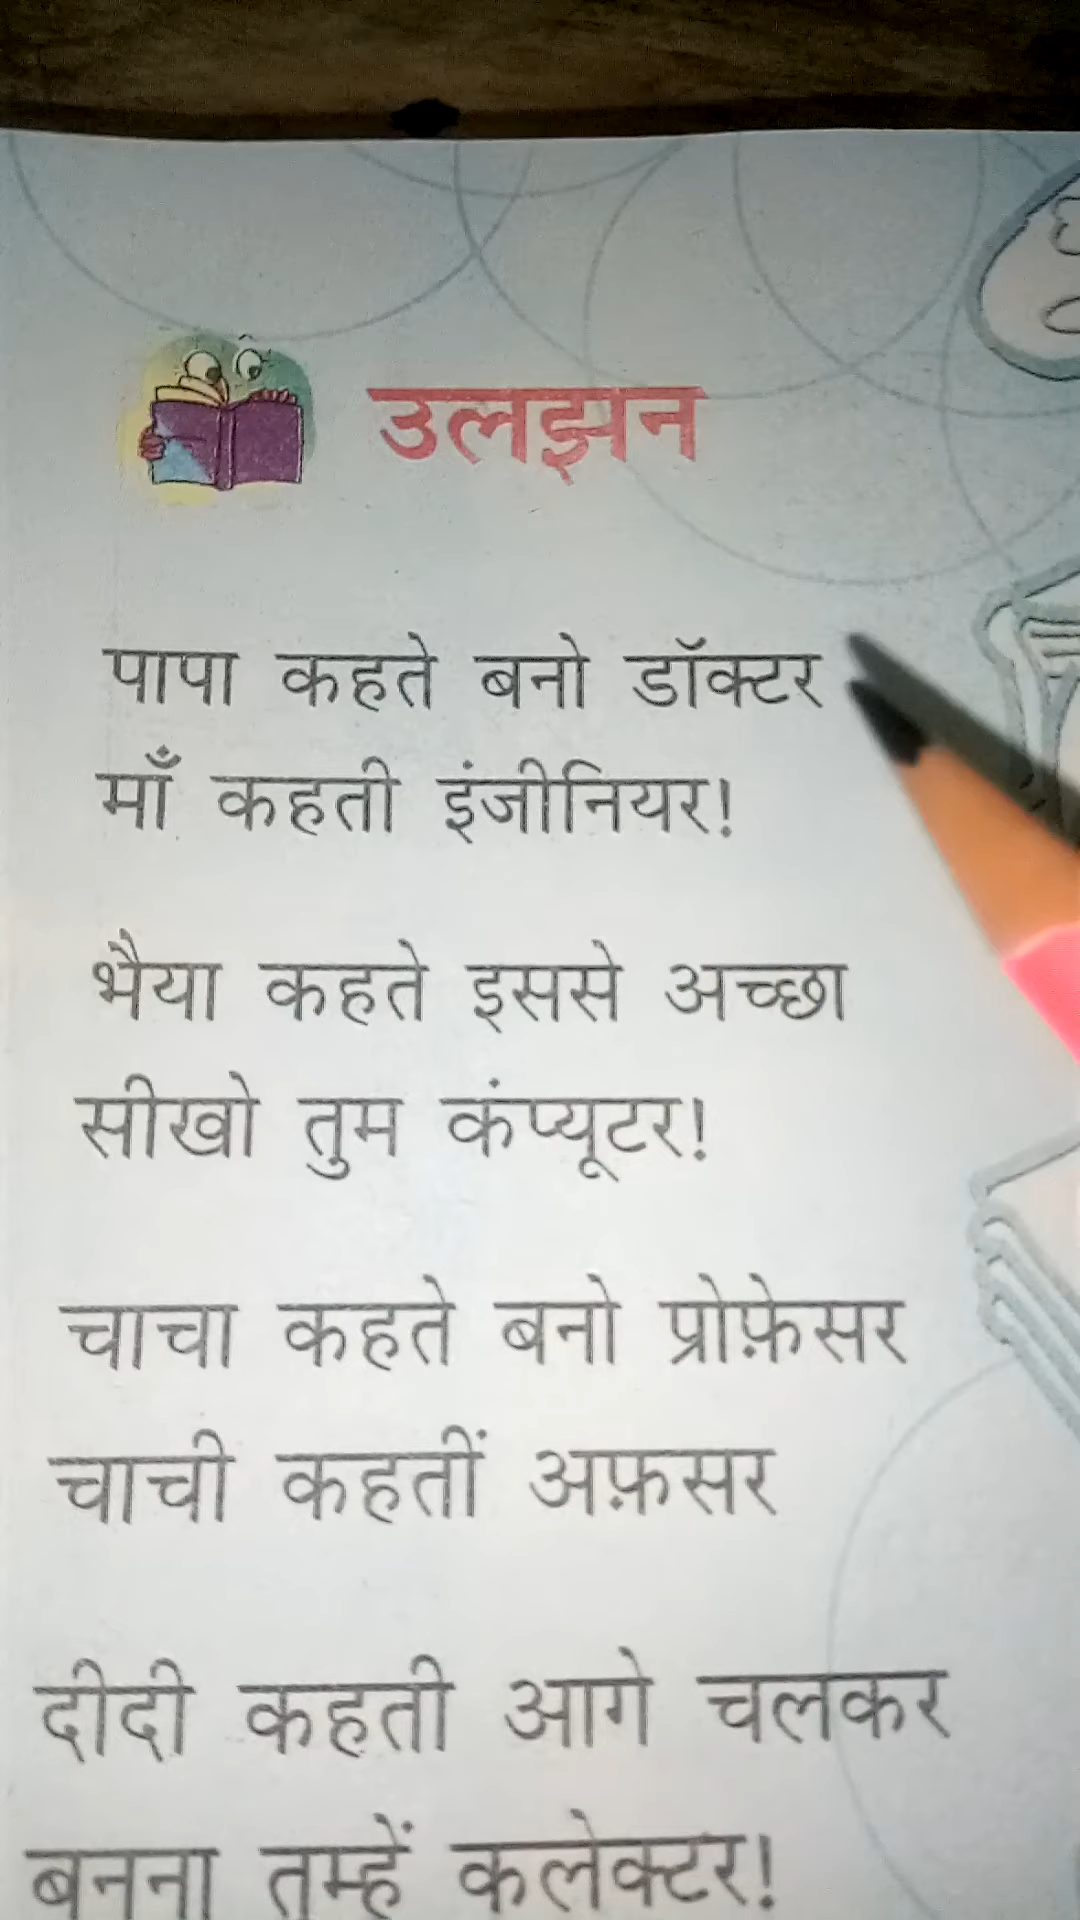 उलझन
पापा कहते बनो डॉक्टर
माँ कहती इंजीनियर!
भैया कहते इससे अच्छा
सीखो तुम कंप्यूटर!
चाचा कहते बनो प्रोफ़ेसर
चाची कहतीं अफ़सर
दीदी कहती आगे चलकर
बनना तुम्हें कलेक्टर!